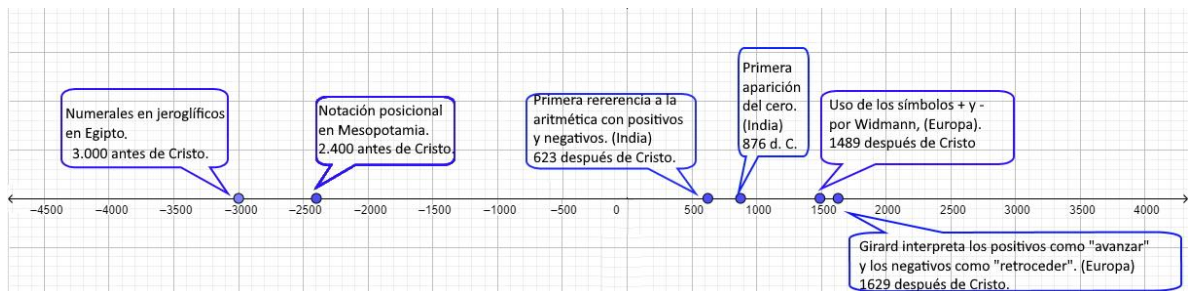 Numerales en jeroglíficos
en Egipto.
3.000 antes de Cristo.
Notación posicional
en Mesopotamia.
2.400 antes de Cristo.
Primera rererencia a la
aritmética con positivos
y negativos. (India)
623 después de Cristo.
Primera
aparición
del cero.
(India)
876 d. C.
Uso de los símbolos + y -
por Widmann, (Europa).
1489 después de Cristo
−4500 −4000 −3500 −3000 −2500 −2000 −1500 −1000 −500 0 500 1000 1500 2000 2500 3000 3500 4000
Girard interpreta los positivos como "avanzar"
y los negativos como "retroceder". (Europa)
1629 después de Cristo.